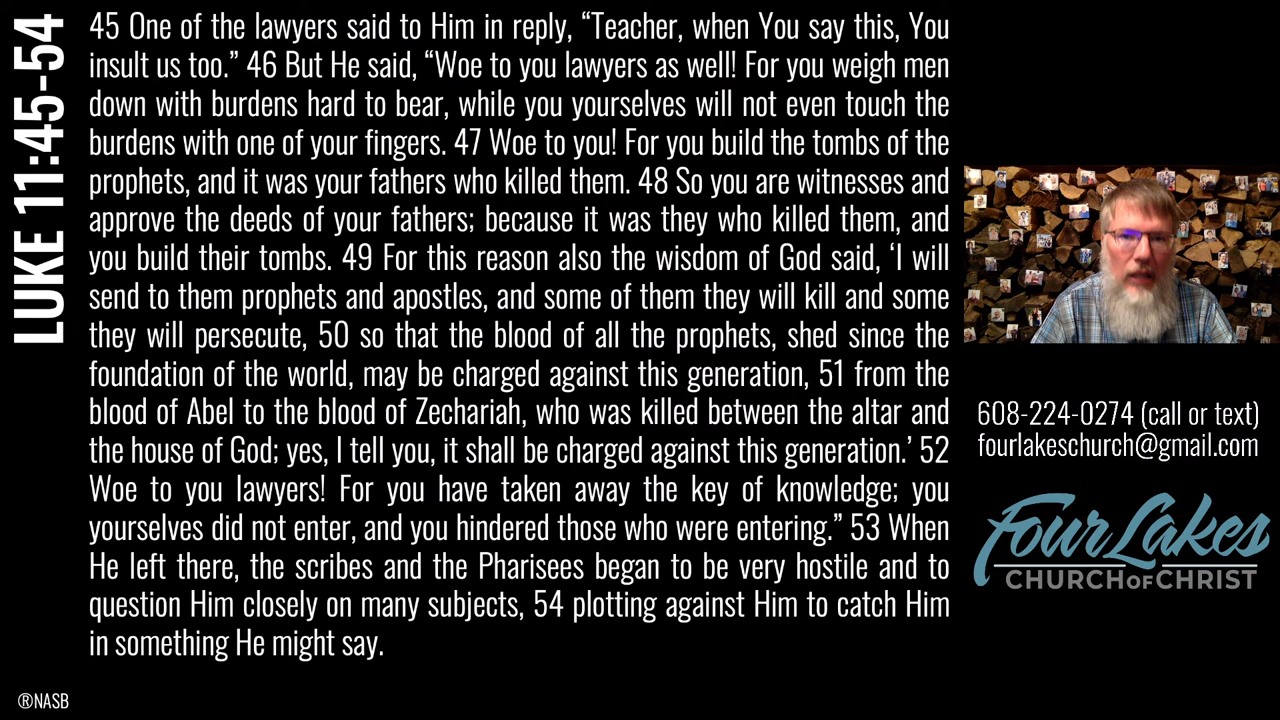 LUKE 11:45-54
45 One of the lawyers said to Him in reply, “Teacher, when You say this, You
insult us too.” 46 But He said, “Woe to you lawyers as well! For you weigh men
down with burdens hard to bear, while you yourselves will not even touch the
burdens with one of your fingers. 47 Woe to you! For you build the tombs of the
prophets, and it was your fathers who killed them. 48 So you are witnesses and
approve the deeds of your fathers; because it was they who killed them, and
you build their tombs. 49 For this reason also the wisdom of God said, ‘I will
send to them prophets and apostles, and some of them they will kill and some
they will persecute, 50 so that the blood of all the prophets, shed since the
foundation of the world, may be charged against this generation, 51 from the
blood of Abel to the blood of Zechariah, who was killed between the altar and
the house of God; yes, I tell you, it shall be charged against this generation.’ 52
Woe to you lawyers! For you have taken away the key of knowledge; you
yourselves did not enter, and you hindered those who were entering.” 53 When
He left there, the scribes and the Pharisees began to be very hostile and to
question Him closely on many subjects, 54 plotting against Him to catch Him
in something He might say.
®NASB
608-224-0274 (call or text)
fourlakeschurch@gmail.com
Four Lakes
CHURCH OF CHRIST